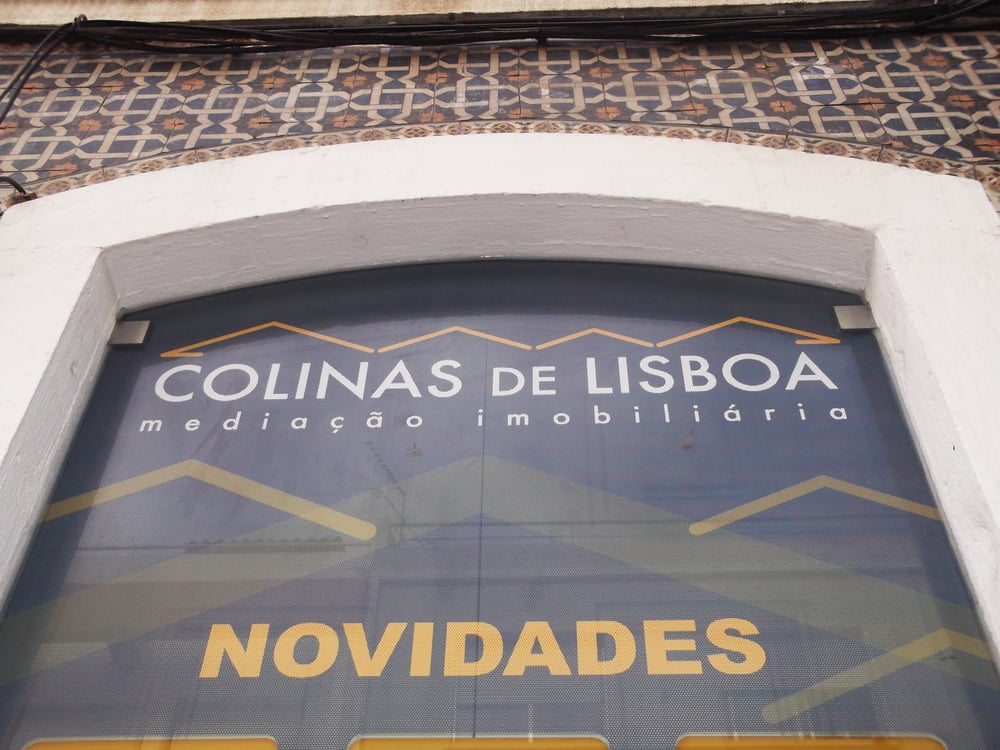 COLINAS DE LISBOA
mediação imobiliária
NOVIDADES